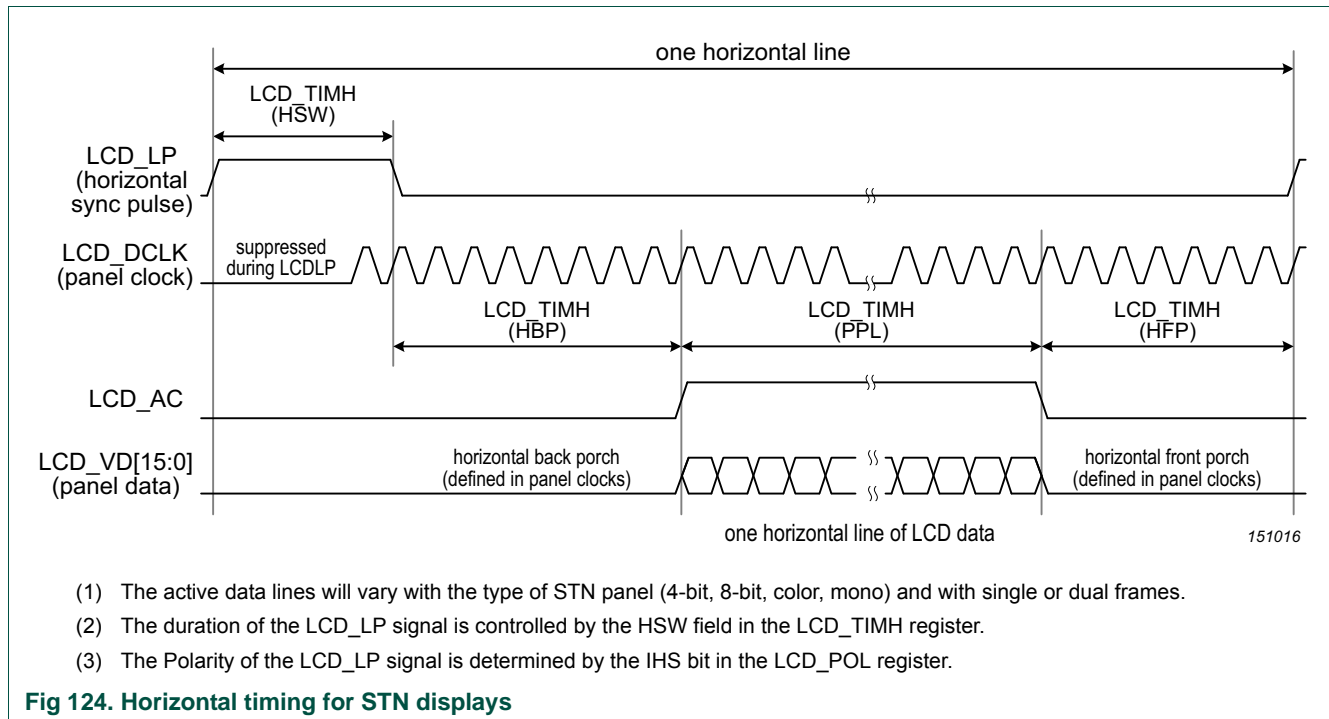 one horizontal line
LCD_TIMH
(HSW)
LCD_LP
(horizontal
sync pulse)
LCD_DCLK
(panel clock)
suppressed
during LCDLP
LCD_TIMH
(HBP)
LCD_TIMH
(PPL)
LCD_TIMH
(HFP)
LCD_AC
LCD_VD[15:0]
(panel data)
horizontal back porch
(defined in panel clocks)
horizontal front porch
(defined in panel clocks)
one horizontal line of LCD data
151016
(1) The active data lines will vary with the type of STN panel (4-bit, 8-bit, color, mono) and with single or dual frames.
(2) The duration of the LCD_LP signal is controlled by the HSW field in the LCD_TIMH register.
(3) The Polarity of the LCD_LP signal is determined by the IHS bit in the LCD_POL register.
Fig 124. Horizontal timing for STN displays